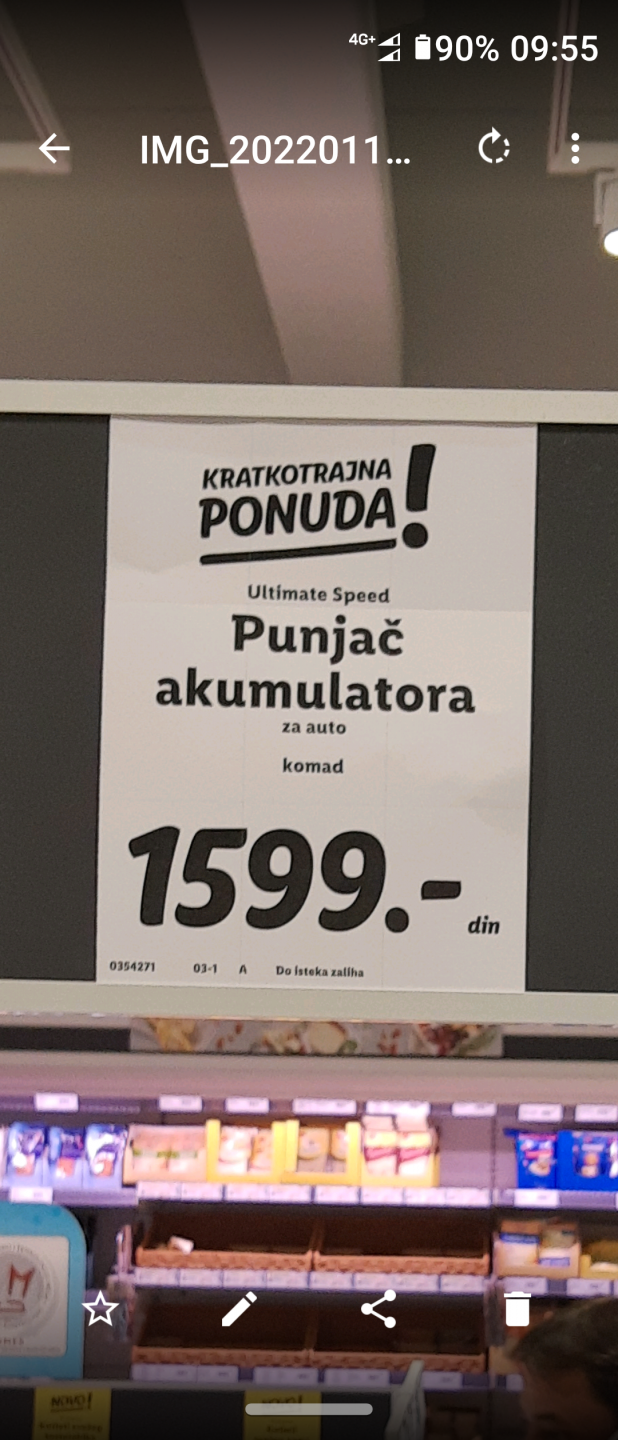 4G+ 90% 09:55
IMG_2022011...
KRATKOTRAJNA
PONUDA!
Ultimate Speed
Punjač
akumulatora
za auto
komad
1599.-
din
0354271 03-1 A Do isteka zaliha
NOVO!